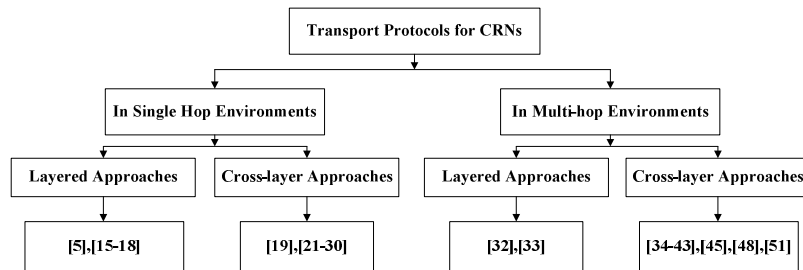 Transport Protocols for CRNs
In Single Hop Environments
In Multi-hop Environments
Layered Approaches
Cross-layer Approaches
Layered Approaches
Cross-layer Approaches
[5],[15-18]
[19],[21-30]
[32],[33]
[34-43],[45],[48],[51]